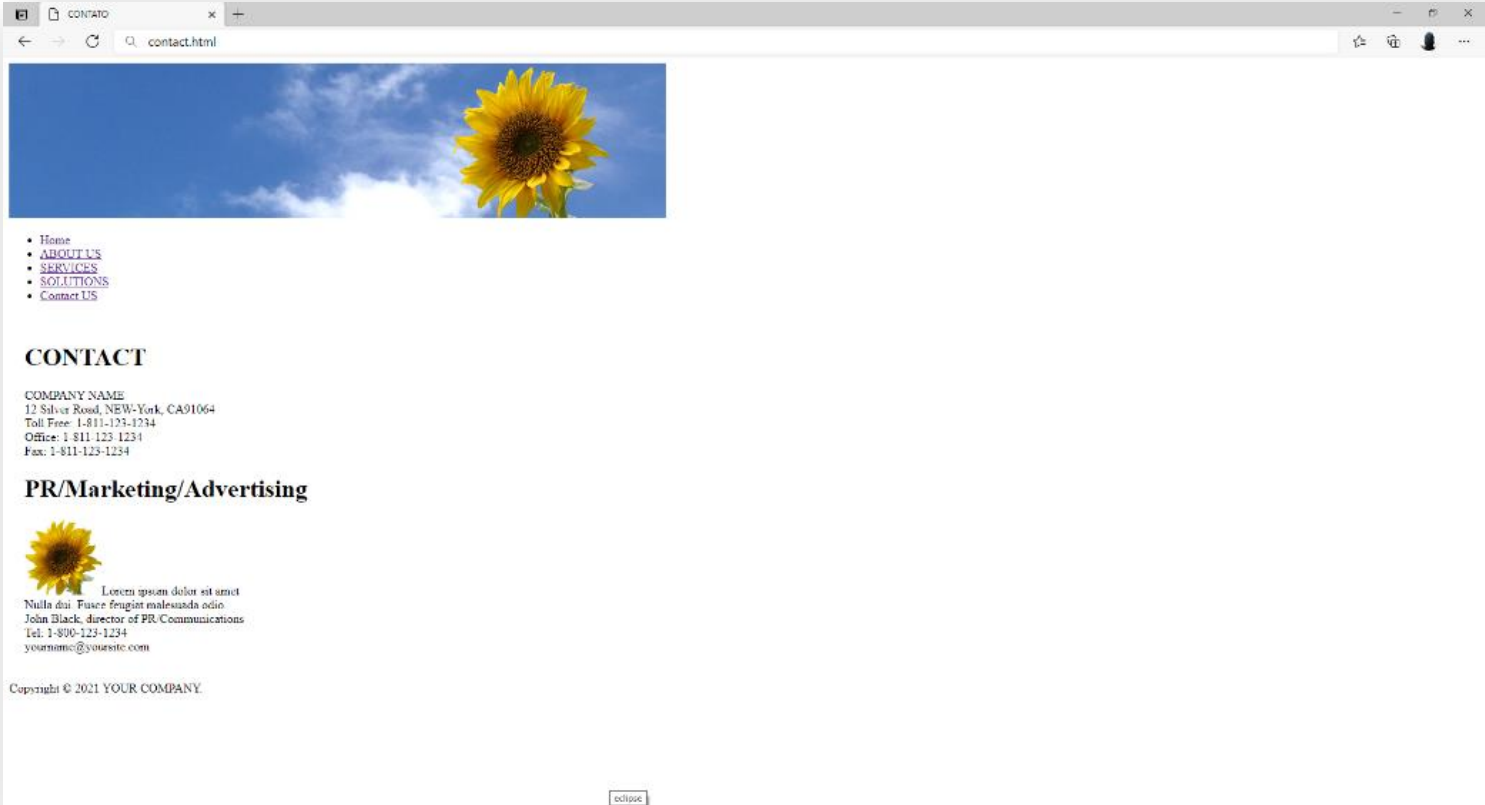 CONTATO
contact.html
Home
ABOUT US
SERVICES
SOLUTIONS
Contact US
CONTACT
COMPANY NAME
12 Silver Road, NEW-York, CA91064
Toll Free: 1-811-123-1234
Office: 1-811-123-1234
Fax: 1-811-123-1234
PR/Marketing/Advertising
Lorem ipsum dolor sit amet
Nulla dui. Fusce feugiat malesuada odio.
John Black, director of PR/Communications
Tel: 1-800-123-1234
yourname@yoursite.com
Copyright © 2021 YOUR COMPANY.
eclipse